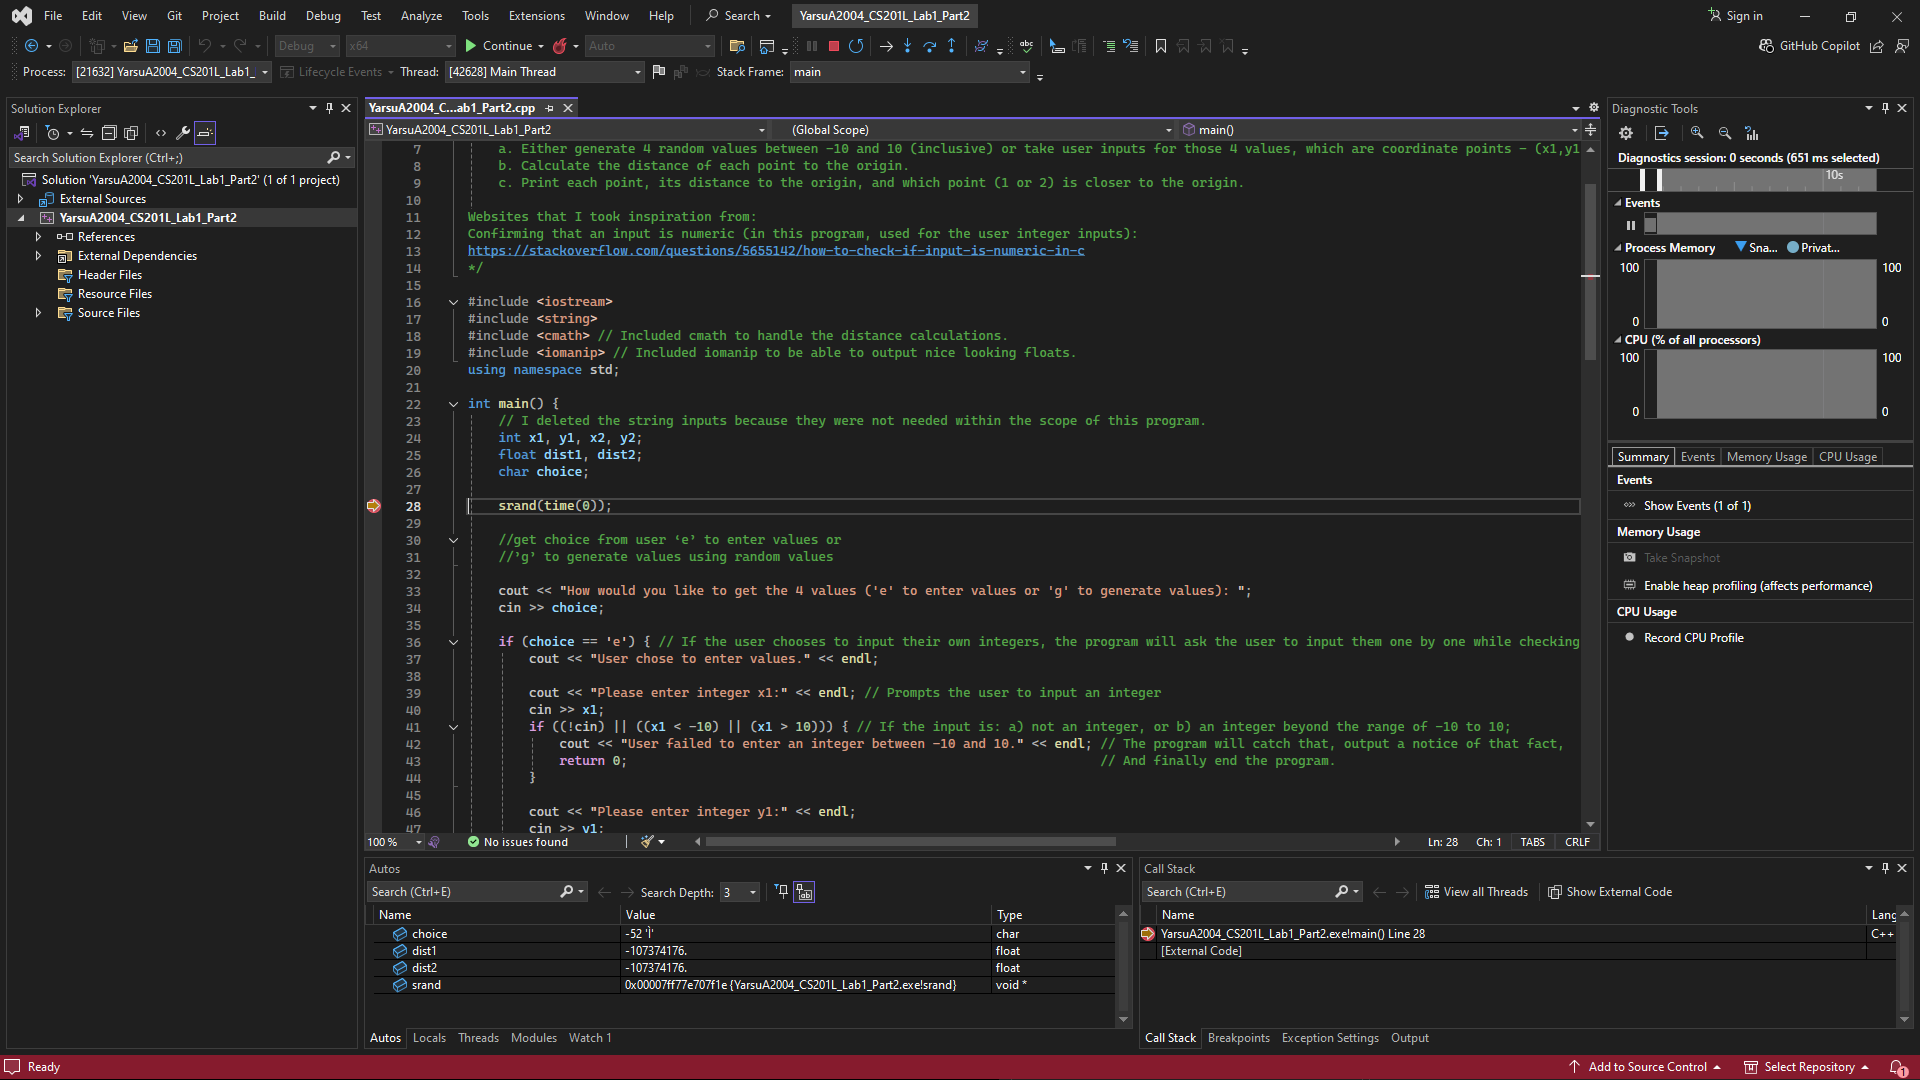 File Edit View Git Project Build Debug Test Analyze Tools Extensions Window Help Search YarsuA2004_CS201L_Lab1_Part2 Sign in
Debug x64 Continue Auto GitHub Copilot
Process: [21632] YarsuA2004_CS201L_Lab1_ Lifecycle Events Thread: [42628] Main Thread Stack Frame: main
Solution Explorer
Search Solution Explorer (Ctrl+;)
Solution 'YarsuA2004_CS201L_Lab1_Part2' (1 of 1 project)
External Sources
YarsuA2004_CS201L_Lab1_Part2
References
External Dependencies
Header Files
Resource Files
Source Files
YarsuA2004_C...ab1_Part2.cpp
YarsuA2004_CS201L_Lab1_Part2 (Global Scope) main()
7 a. Either generate 4 random values between -10 and 10 (inclusive) or take user inputs for those 4 values, which are coordinate points - (x1,y1
8 b. Calculate the distance of each point to the origin.
9 c. Print each point, its distance to the origin, and which point (1 or 2) is closer to the origin.
10
11 Websites that I took inspiration from:
12 Confirming that an input is numeric (in this program, used for the user integer inputs):
13 https://stackoverflow.com/questions/5655142/how-to-check-if-input-is-numeric-in-c
14 */
15
16 #include <iostream>
17 #include <string>
18 #include <cmath> // Included cmath to handle the distance calculations.
19 #include <iomanip> // Included iomanip to be able to output nice looking floats.
20 using namespace std;
21
22 int main() {
23 // I deleted the string inputs because they were not needed within the scope of this program.
24 int x1, y1, x2, y2;
25 float dist1, dist2;
26 char choice;
27
28 srand(time(0));
29
30 //get choice from user ‘e’ to enter values or
31 //’g’ to generate values using random values
32
33 cout << "How would you like to get the 4 values ('e' to enter values or 'g' to generate values): ";
34 cin >> choice;
35
36 if (choice == 'e') { // If the user chooses to input their own integers, the program will ask the user to input them one by one while checking
37 cout << "User chose to enter values." << endl;
38
39 cout << "Please enter integer x1:" << endl; // Prompts the user to input an integer
40 cin >> x1;
41 if ((!cin) || ((x1 < -10) || (x1 > 10))) { // If the input is: a) not an integer, or b) an integer beyond the range of -10 to 10;
42 cout << "User failed to enter an integer between -10 and 10." << endl; // The program will catch that, output a notice of that fact,
43 return 0; // And finally end the program.
44 }
45
46 cout << "Please enter integer y1:" << endl;
47 cin >> y1;
100 % No issues found Ln: 28 Ch: 1 TABS CRLF
Autos
Search (Ctrl+E) Search Depth: 3
Name Value Type
choice -52 'Ì' char
dist1 -107374176. float
dist2 -107374176. float
srand 0x00007ff77e707f1e {YarsuA2004_CS201L_Lab1_Part2.exe!srand} void *
Autos Locals Threads Modules Watch 1
Call Stack
Search (Ctrl+E) View all Threads Show External Code
Name Lang
YarsuA2004_CS201L_Lab1_Part2.exe!main() Line 28 C++
[External Code]
Call Stack Breakpoints Exception Settings Output
Diagnostic Tools
Diagnostics session: 0 seconds (651 ms selected)
10s
Events
Process Memory Sna... Privat...
100 100
0 0
CPU (% of all processors)
100 100
0 0
Summary Events Memory Usage CPU Usage
Events
Show Events (1 of 1)
Memory Usage
Take Snapshot
Enable heap profiling (affects performance)
CPU Usage
Record CPU Profile
Ready Add to Source Control Select Repository 1